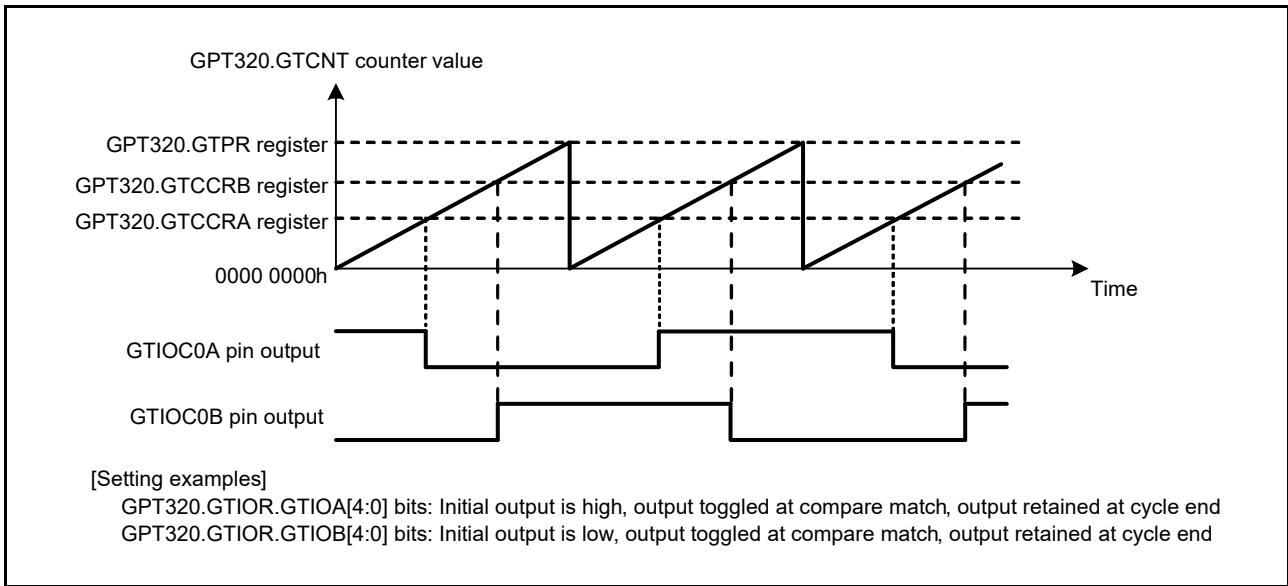 GPT320.GTCNT counter value
GPT320.GTPR register
GPT320.GTCCRB register
GPT320.GTCCRA register
0000 0000h
Time
GTIOC0A pin output
GTIOC0B pin output
[Setting examples]
GPT320.GTIOR.GTIOA[4:0] bits: Initial output is high, output toggled at compare match, output retained at cycle end
GPT320.GTIOR.GTIOB[4:0] bits: Initial output is low, output toggled at compare match, output retained at cycle end